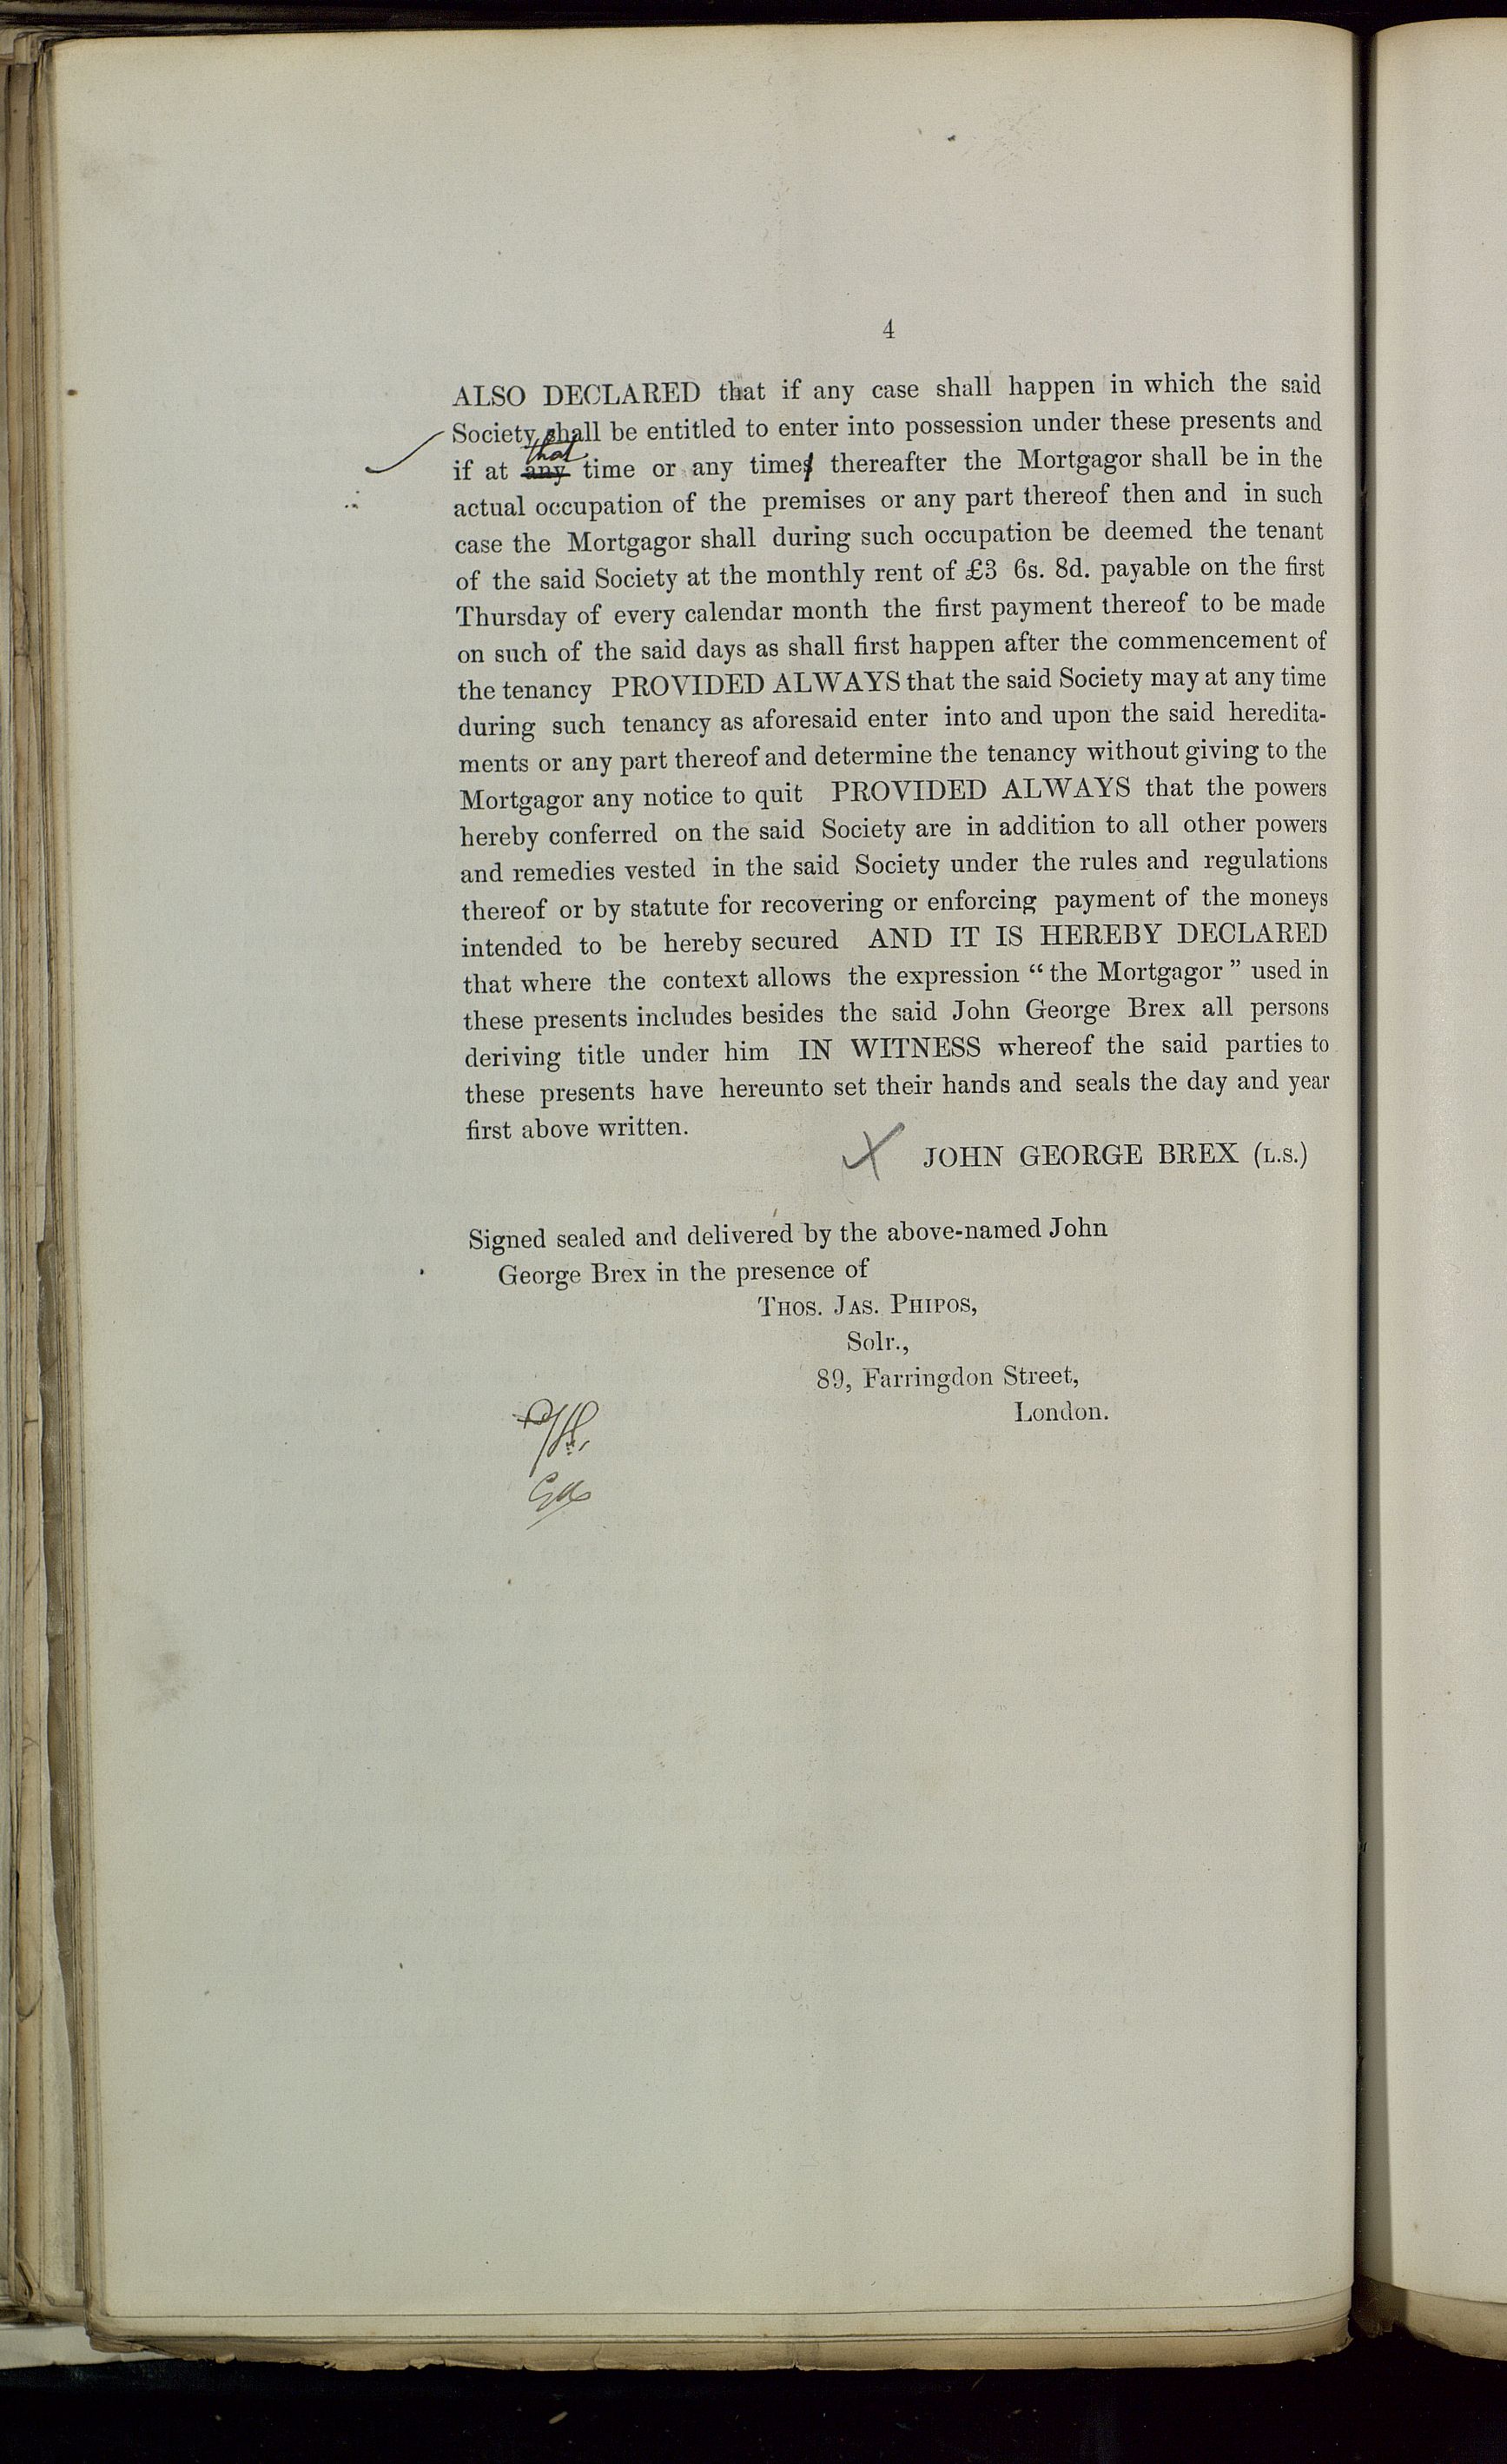 4
ALSO DECLARED that if any case shall happen in which the said
Society shall be entitled to enter into possession under these presents and
that
if at any time or any times thereafter the Mortgagor shall be in the
actual occupation of the premises or any part thereof then and in such
case the Mortgagor shall during such occupation be deemed the tenant
of the said Society at the monthly rent of £3 6s. 8d. payable on the first
Thursday of every calendar month the first payment thereof to be made
on such of the said days as shall first happen after the commencement of
the tenancy PROVIDED ALWAYS that the said Society may at any time
during such tenancy as aforesaid enter into and upon the said heredita-
ments or any part thereof and determine the tenancy without giving to the
Mortgagor any notice to quit PROVIDED ALWAYS that the powers
hereby conferred on the said Society are in addition to all other powers
and remedies vested in the said Society under the rules and regulations
thereof or by statute for recovering or enforcing payment of the moneys
intended to be hereby secured AND IT IS HEREBY DECLARED
that where the context allows the expression “ the Mortgagor ” used in
these presents includes besides the said John George Brex all persons
deriving title under him IN WITNESS whereof the said parties to
these presents have hereunto set their hands and seals the day and year
first above written.
JOHN GEORGE BREX (L.S.)
Signed sealed and delivered by the above-named John
George Brex in the presence of
THOS. JAS. PHIPOS,
Solr.,
89, Farringdon Street,
London.